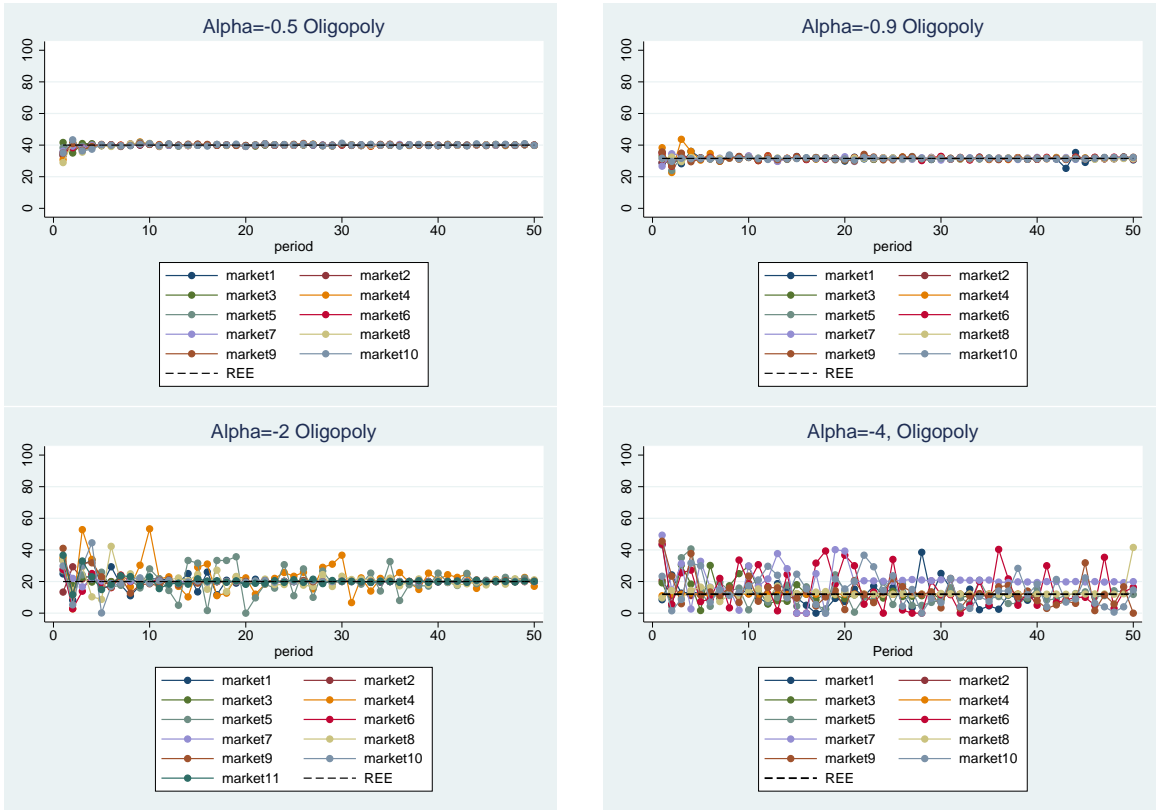 Alpha=-0.5 Oligopoly
100
80
60
40
20
0
0 10 20 30 40 50
period
market1 market2
market3 market4
market5 market6
market7 market8
market9 market10
REE
Alpha=-0.9 Oligopoly
100
80
60
40
20
0
0 10 20 30 40 50
period
market1 market2
market3 market4
market5 market6
market7 market8
market9 market10
REE
Alpha=-2 Oligopoly
100
80
60
40
20
0
0 10 20 30 40 50
period
market1 market2
market3 market4
market5 market6
market7 market8
market9 market10
market11 REE
Alpha=-4, Oligopoly
100
80
60
40
20
0
0 10 20 30 40 50
Period
market1 market2
market3 market4
market5 market6
market7 market8
market9 market10
REE